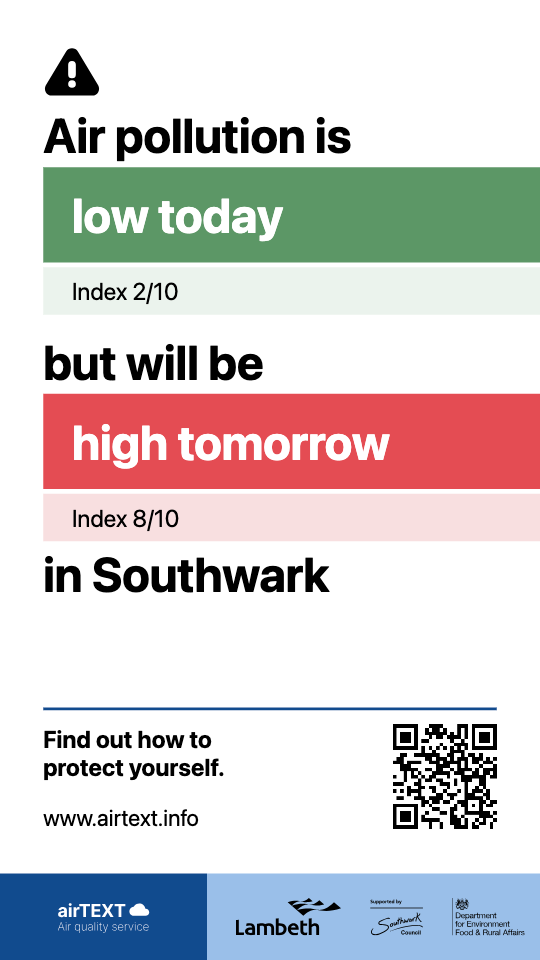 Air pollution is
low today
Index 2/10
but will be
high tomorrow
Index 8/10
in Southwark
Find out how to
protect yourself.
www.airtext.info
airTEXT
Air quality service
Lambeth
Supported by
Southwark
Council
Department
for Environment
Food & Rural Affairs